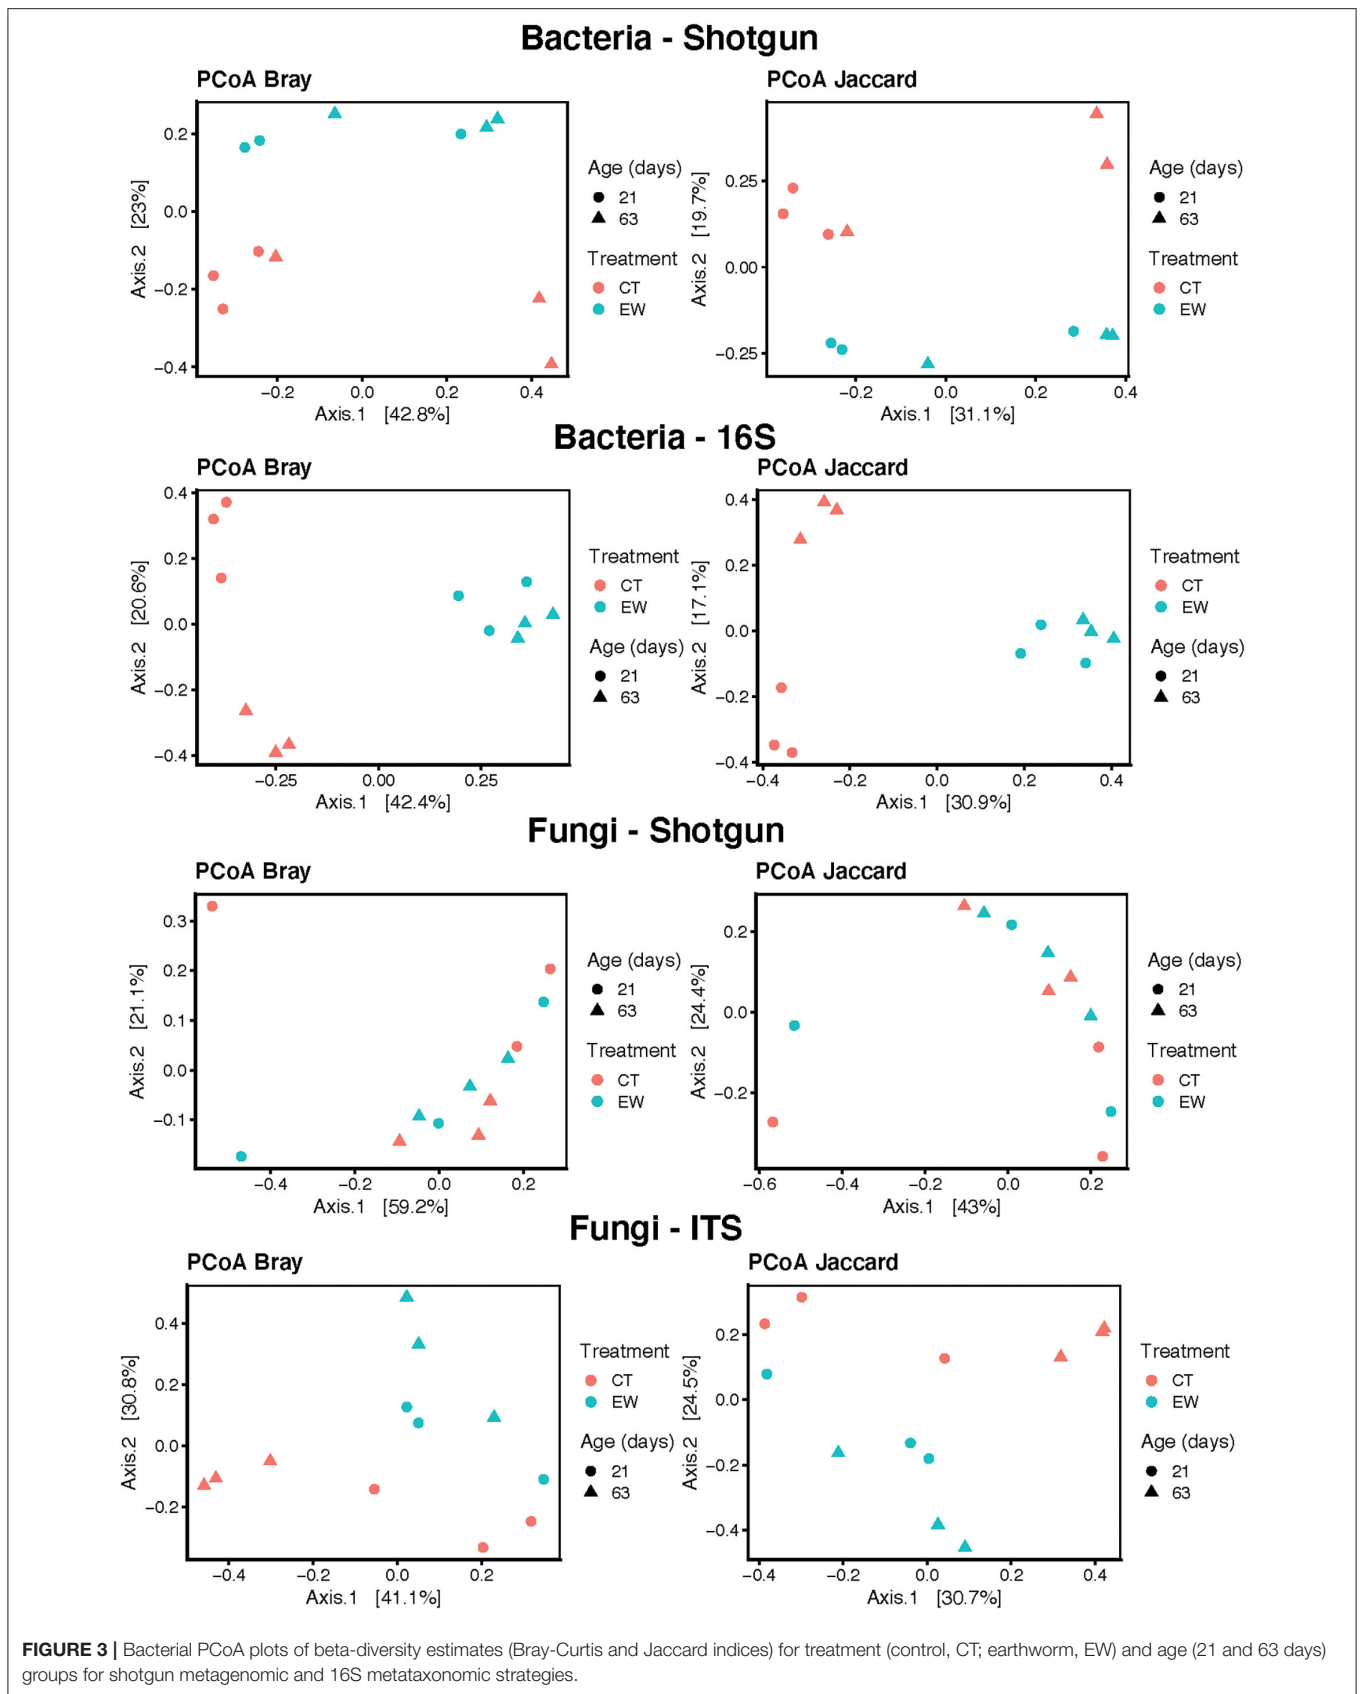 Bacteria - Shotgun
PCoA Bray
Axis.2 [23%]
0.2
0.0
−0.2
−0.4
−0.2
0.0
0.2
0.4
Axis.1 [42.8%]
Age (days)
21
63
Treatment
CT
EW
PCoA Jaccard
Axis.2 [19.7%]
0.25
0.00
−0.25
−0.2
0.0
0.2
0.4
Axis.1 [31.1%]
Age (days)
21
63
Treatment
CT
EW
Bacteria - 16S
PCoA Bray
Axis.2 [20.6%]
0.4
0.2
0.0
−0.2
−0.4
−0.25
0.00
0.25
Axis.1 [42.4%]
Treatment
CT
EW
Age (days)
21
63
PCoA Jaccard
Axis.2 [17.1%]
0.4
0.2
0.0
−0.2
−0.4
−0.4
−0.2
0.0
0.2
0.4
Axis.1 [30.9%]
Treatment
CT
EW
Age (days)
21
63
Fungi - Shotgun
PCoA Bray
Axis.2 [21.1%]
0.3
0.2
0.1
0.0
−0.1
−0.4
−0.2
0.0
0.2
Axis.1 [59.2%]
Age (days)
21
63
Treatment
CT
EW
PCoA Jaccard
Axis.2 [24.4%]
0.2
0.0
−0.2
−0.6
−0.4
−0.2
0.0
0.2
Axis.1 [43%]
Age (days)
21
63
Treatment
CT
EW
Fungi - ITS
PCoA Bray
Axis.2 [30.8%]
0.4
0.2
0.0
−0.2
−0.4
−0.2
0.0
0.2
Axis.1 [41.1%]
Treatment
CT
EW
Age (days)
21
63
PCoA Jaccard
Axis.2 [24.5%]
0.2
0.0
−0.2
−0.4
−0.4
−0.2
0.0
0.2
0.4
Axis.1 [30.7%]
Treatment
CT
EW
Age (days)
21
63
FIGURE 3 | Bacterial PCoA plots of beta-diversity estimates (Bray-Curtis and Jaccard indices) for treatment (control, CT; earthworm, EW) and age (21 and 63 days)
groups for shotgun metagenomic and 16S metataxonomic strategies.